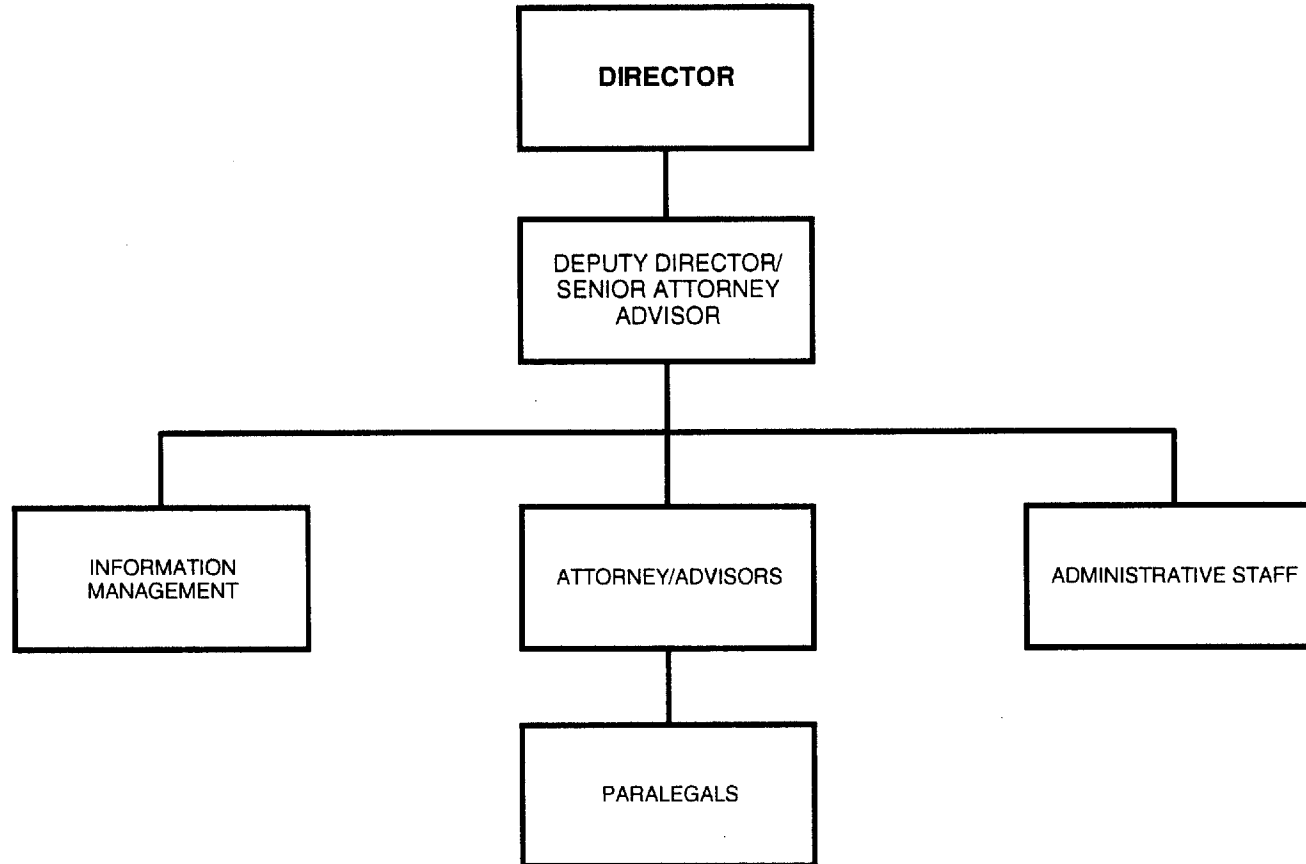 DIRECTOR
DEPUTY DIRECTOR/
SENIOR ATTORNEY
ADVISOR
INFORMATION
MANAGEMENT
ATTORNEY/ADVISORS
ADMINISTRATIVE STAFF
PARALEGALS